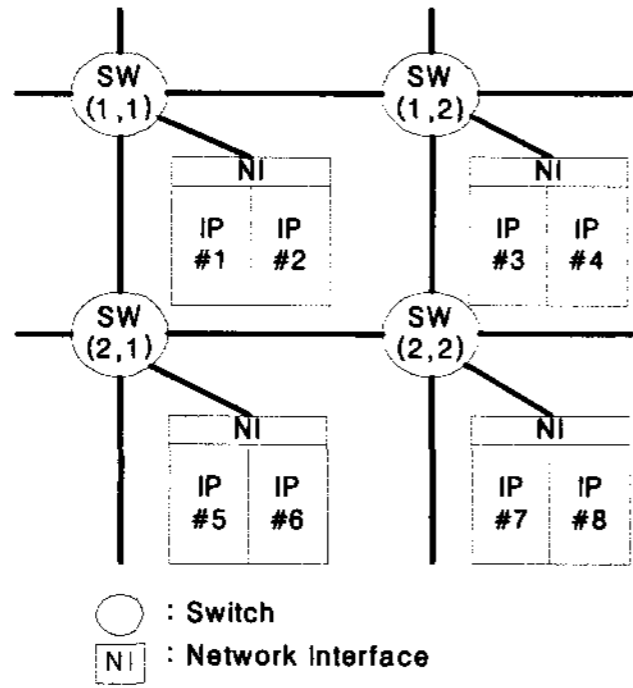 SW
(1,1)
SW
(1,2)
NI
IP
#1
IP
#2
NI
IP
#3
IP
#4
SW
(2,1)
SW
(2,2)
NI
IP
#5
IP
#6
NI
IP
#7
IP
#8
: Switch
NI : Network Interface